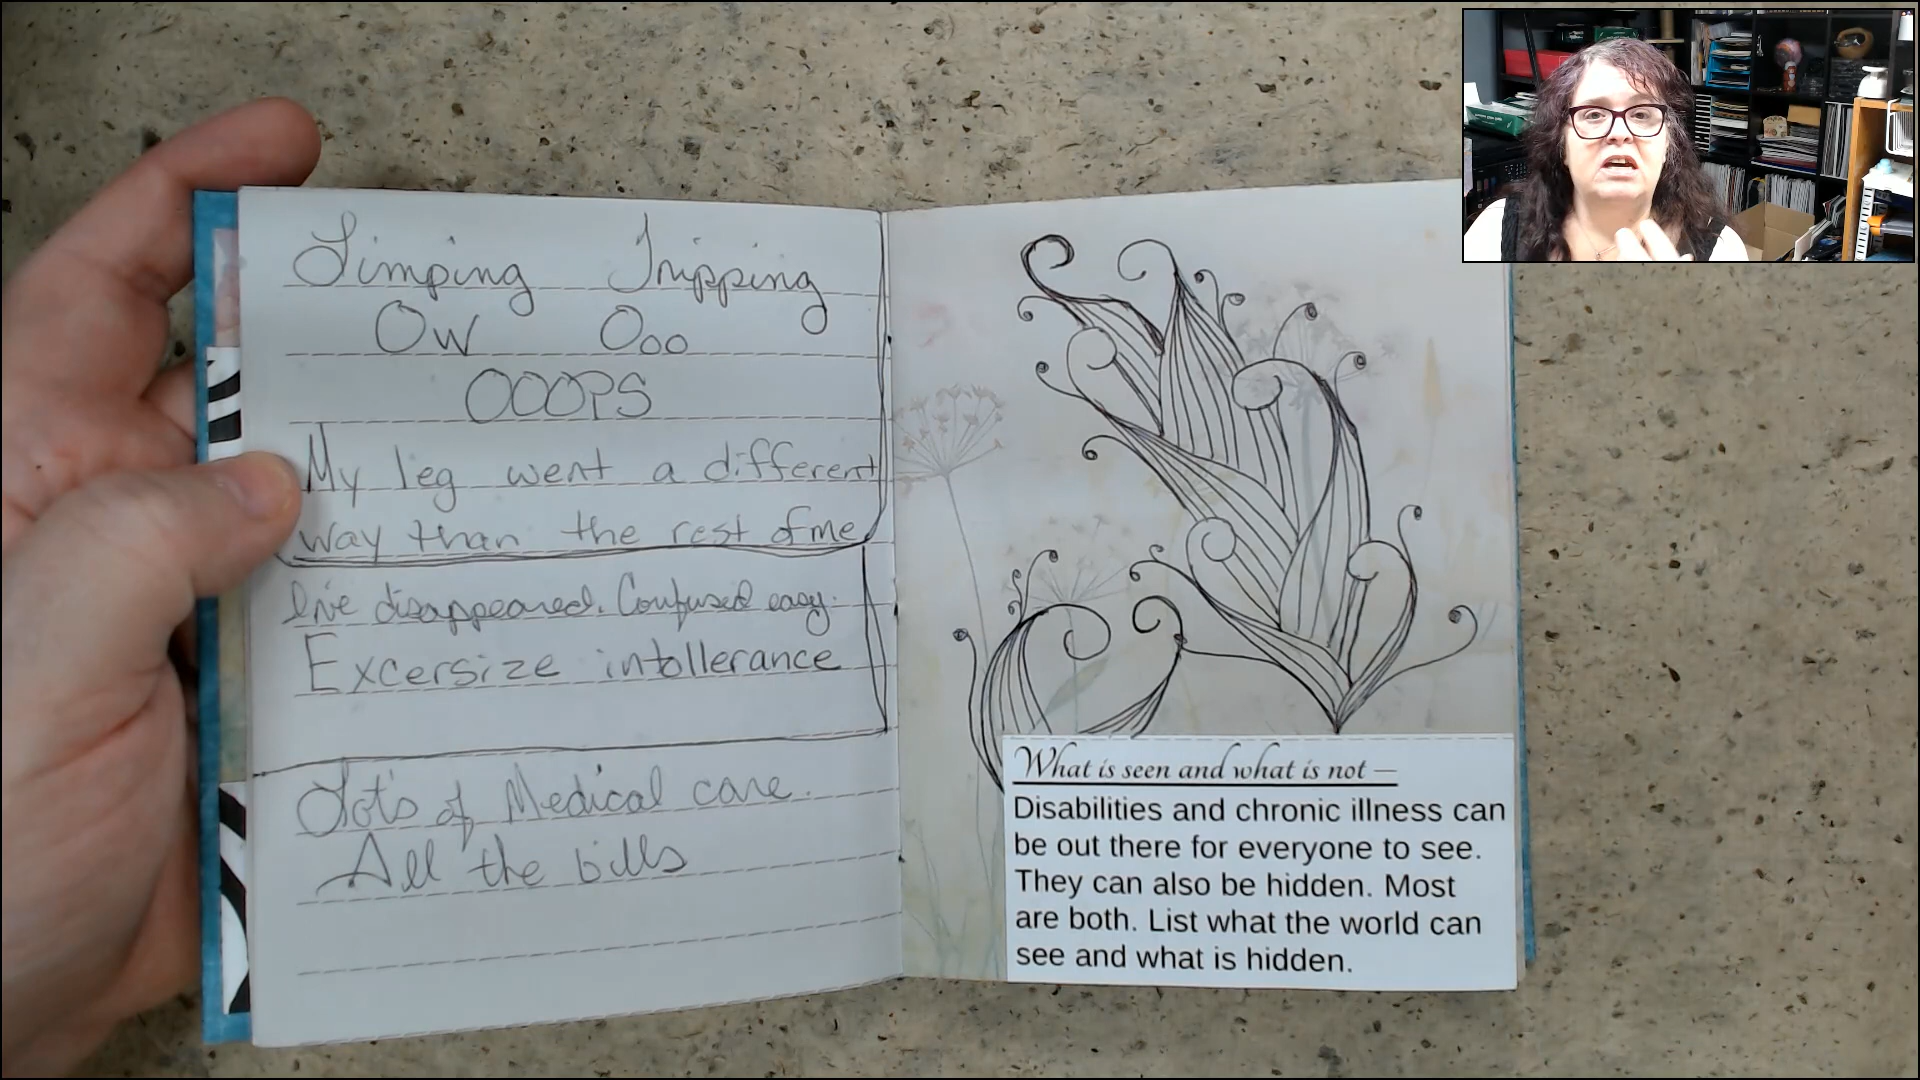 Limping Tripping
Ow Ooo
OOOPS
My leg went a different
way than the rest of me
I've disappeared. Confused easy.
Excersize intollerance
Lots of Medical care.
All the bills
What is seen and what is not —
Disabilities and chronic illness can
be out there for everyone to see.
They can also be hidden. Most
are both. List what the world can
see and what is hidden.